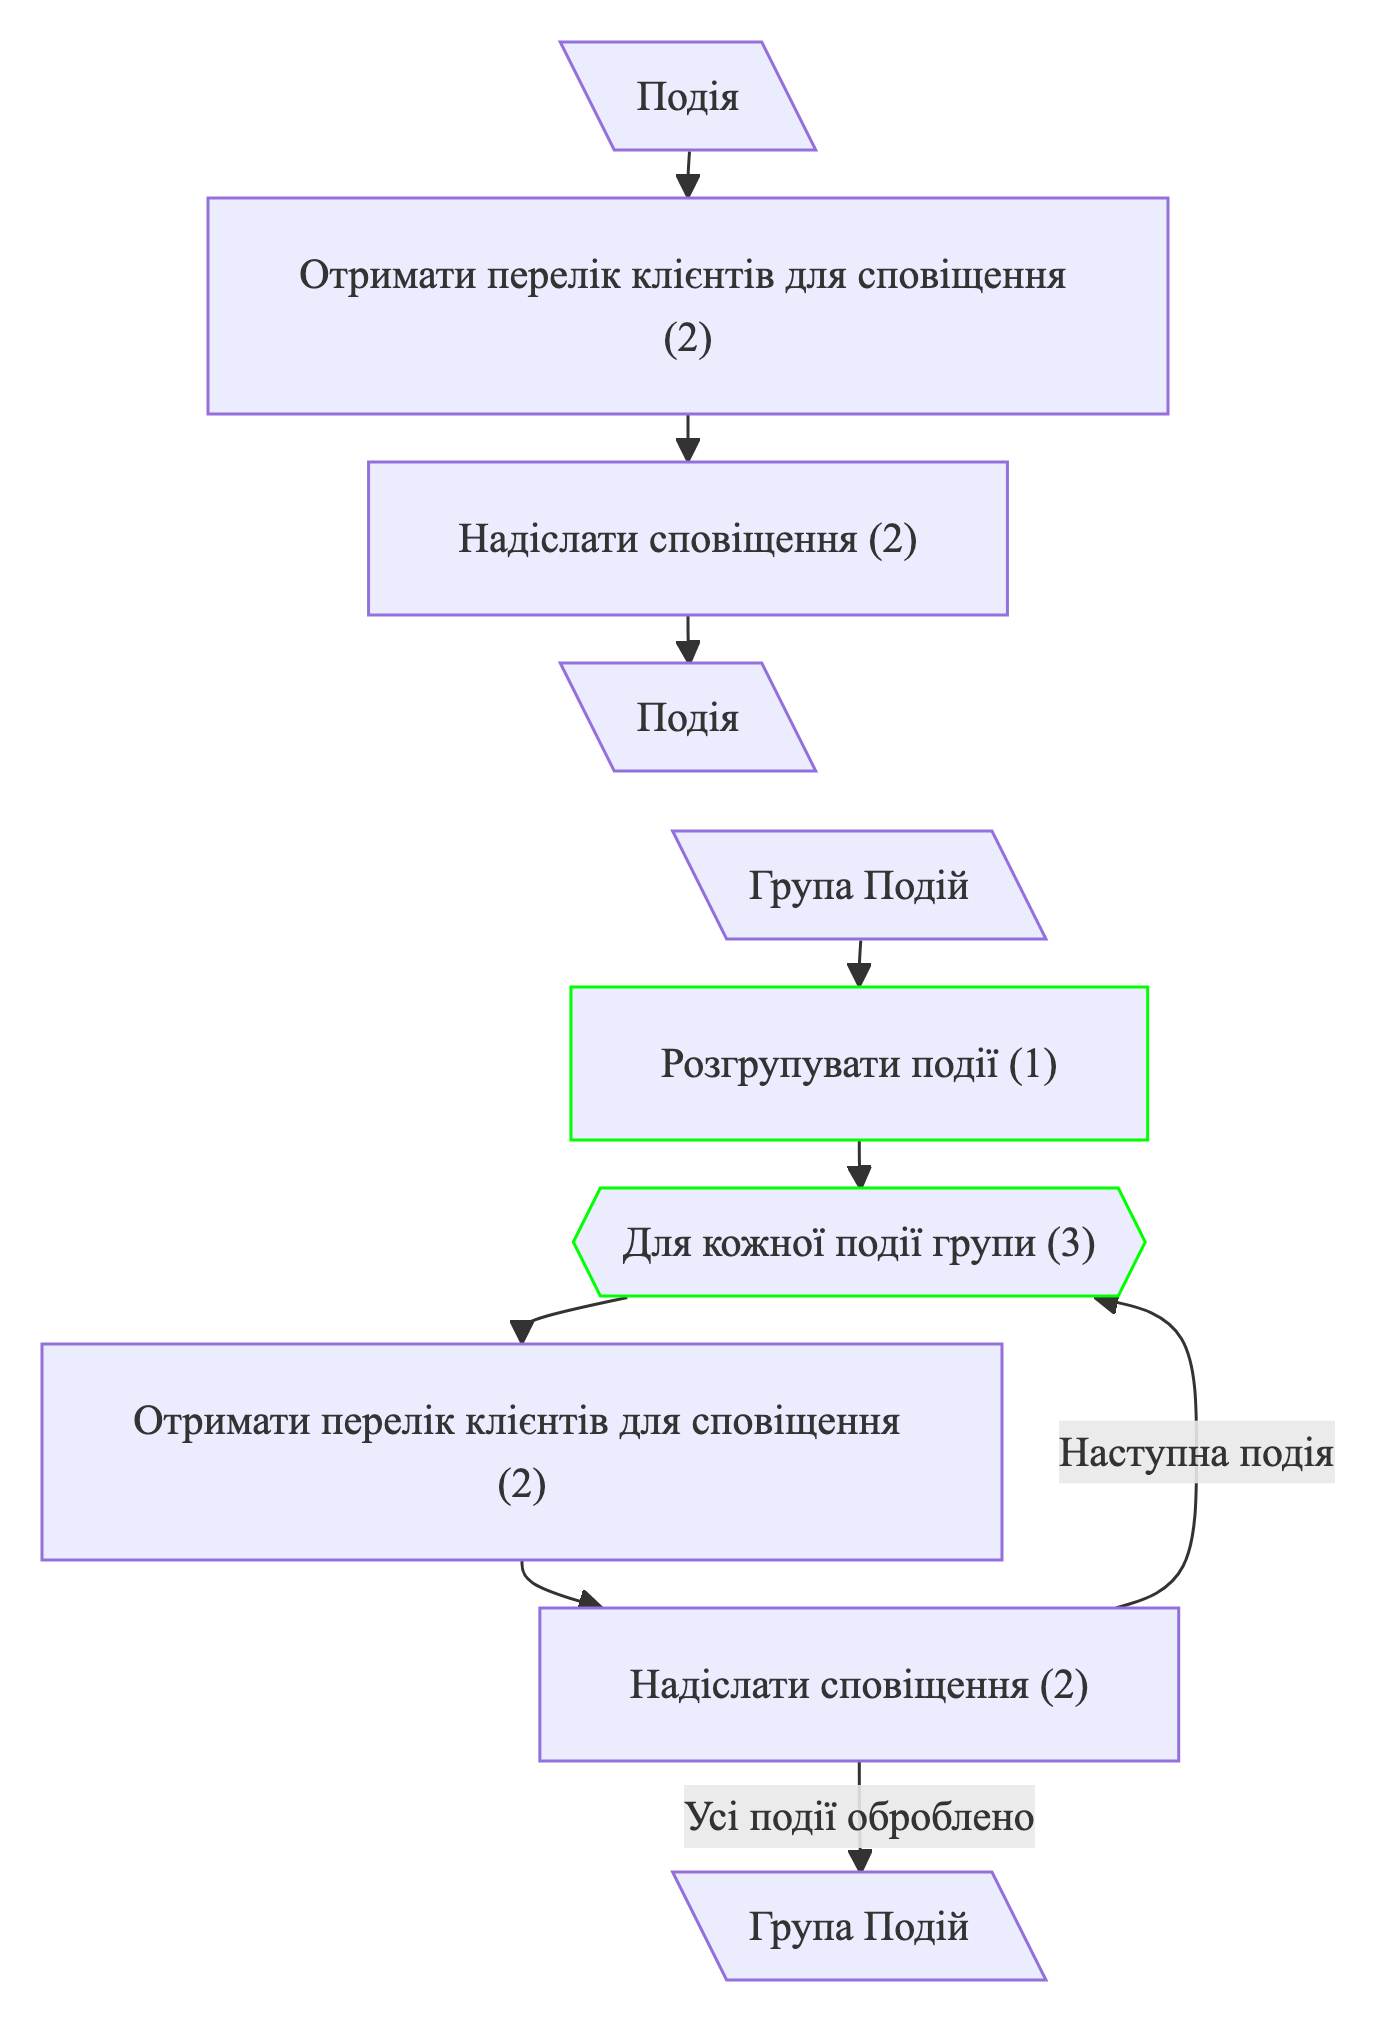 Подія
Отримати перелік клієнтів для сповіщення
(2)
Надіслати сповіщення (2)
Подія
Група Подій
Розгрупувати події (1)
Для кожної події групи (3)
Отримати перелік клієнтів для сповіщення
(2)
Наступна подія
Надіслати сповіщення (2)
Усі події оброблено
Група Подій